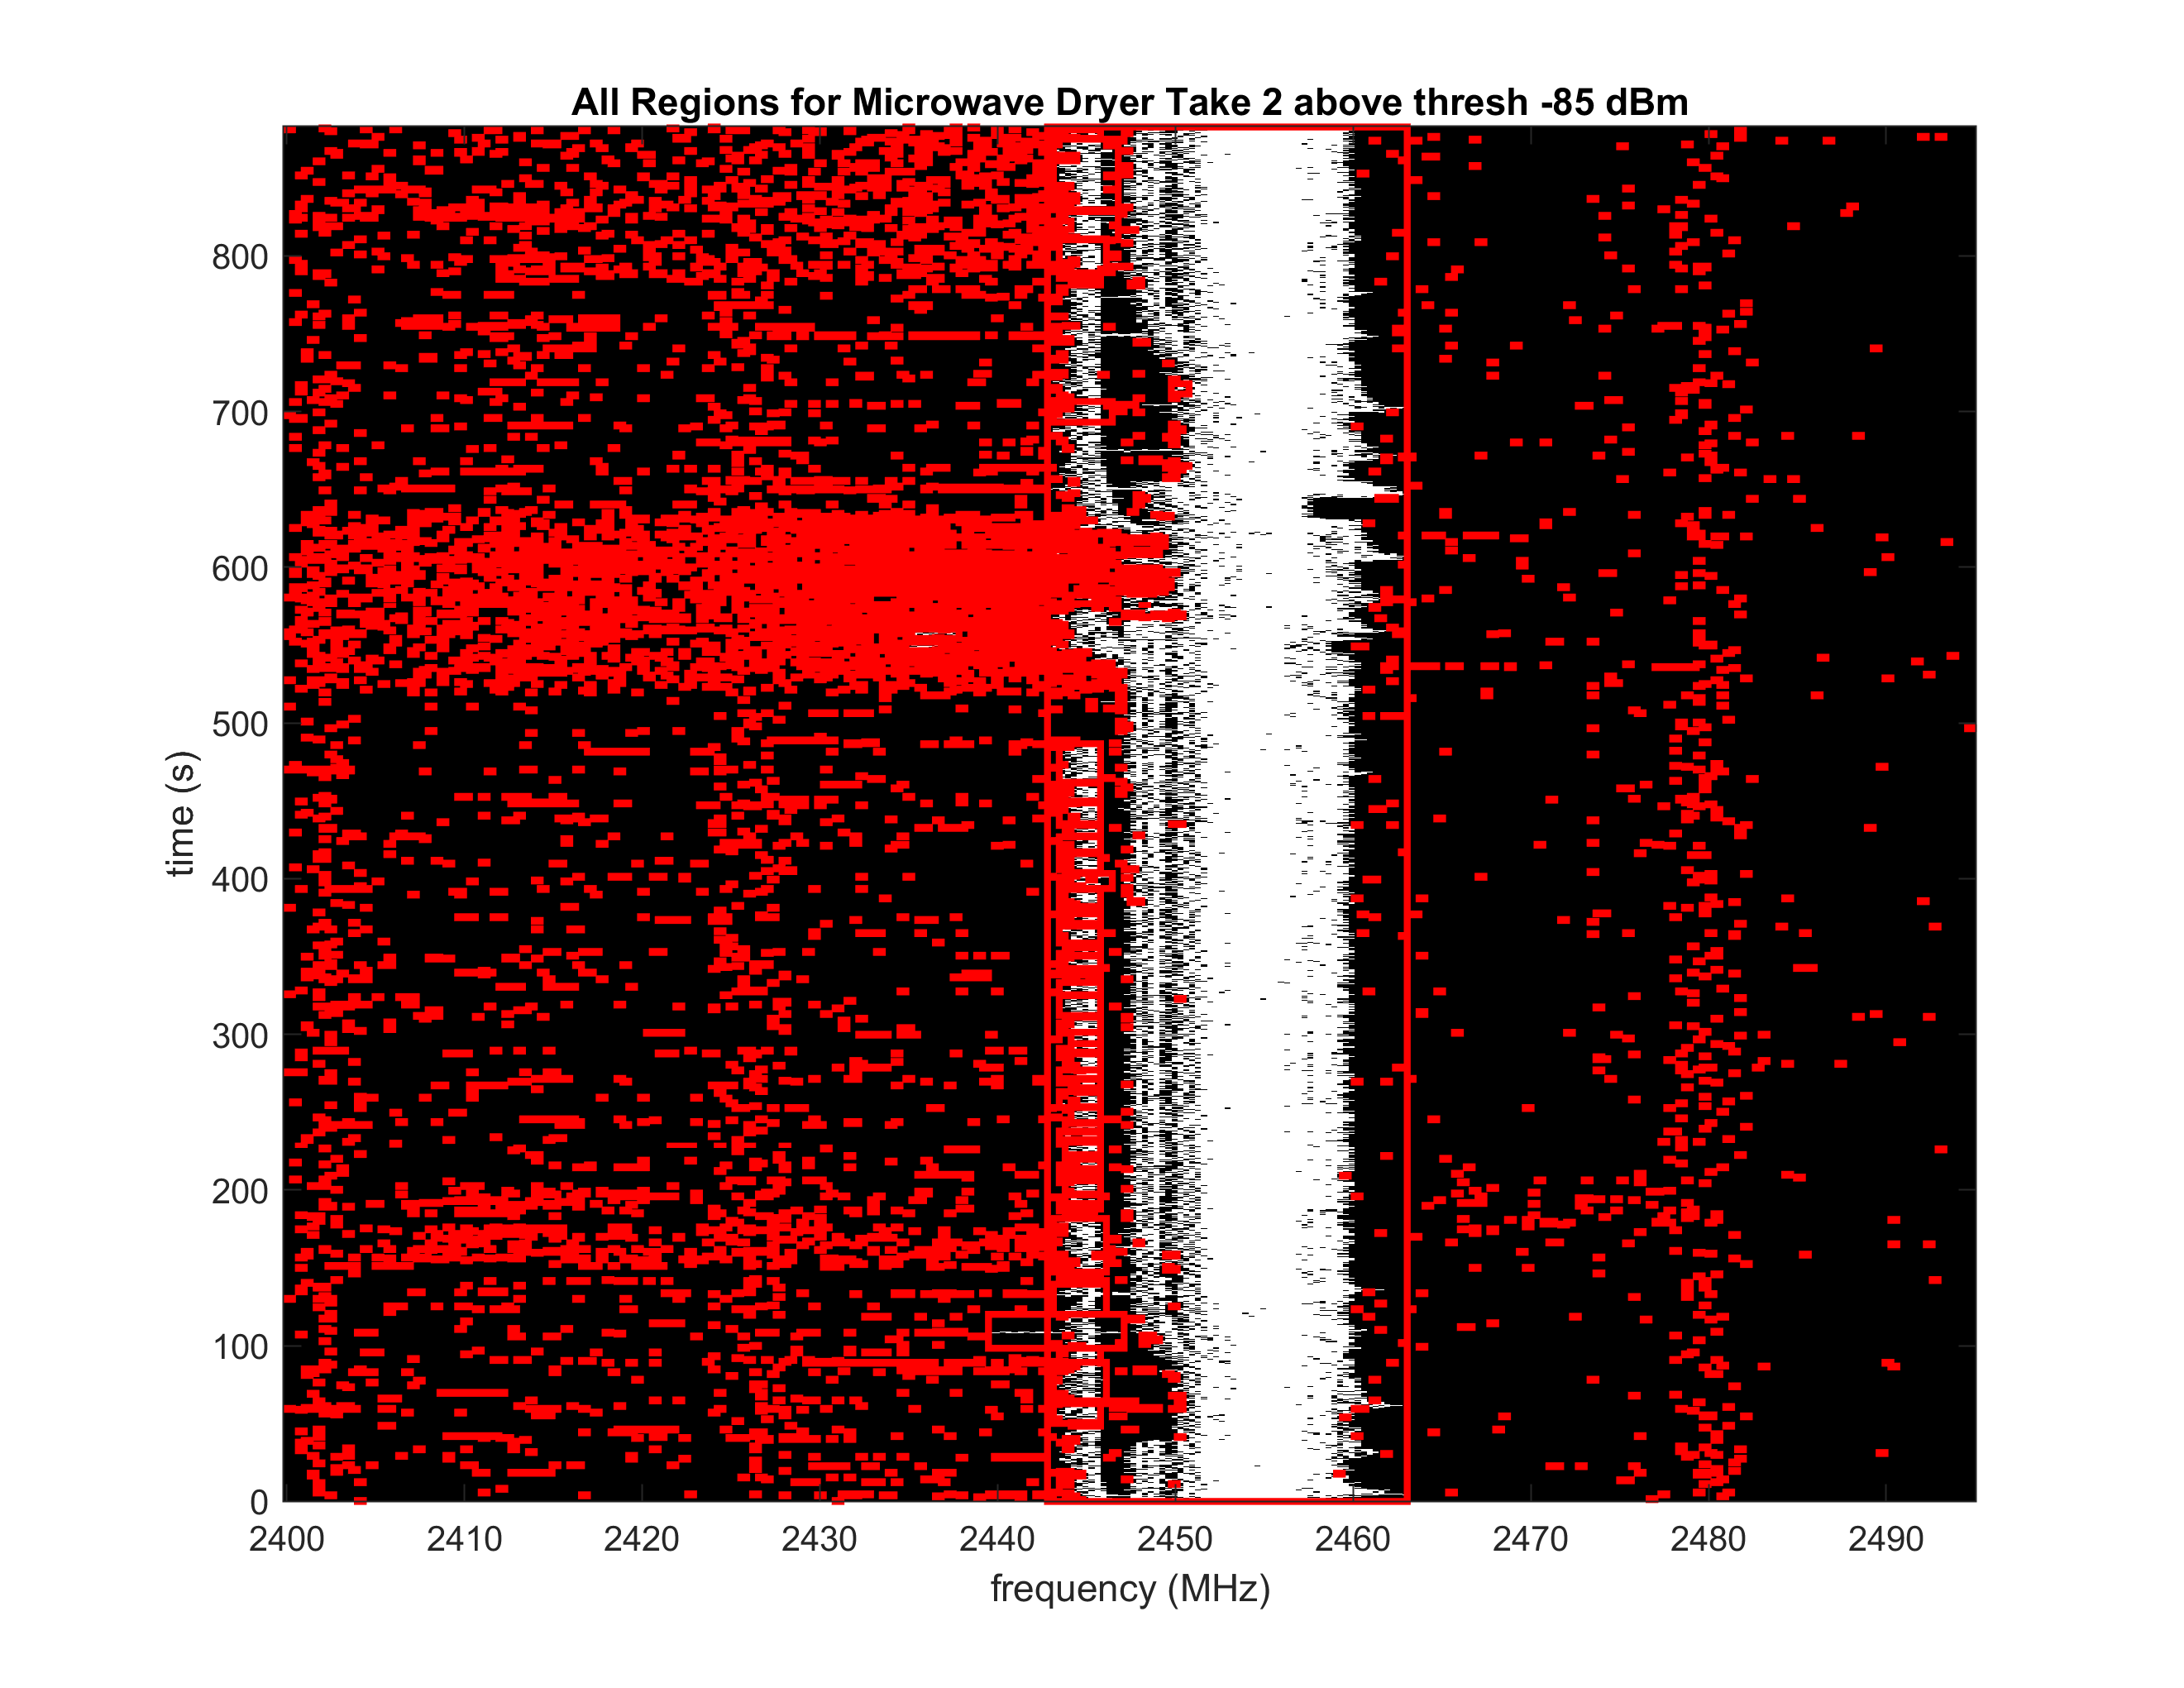 All Regions for Microwave Dryer Take 2 above thresh -85 dBm
800
700
600
500
400
300
200
100
0
time (s)
2400 2410 2420 2430 2440 2450 2460 2470 2480 2490
frequency (MHz)